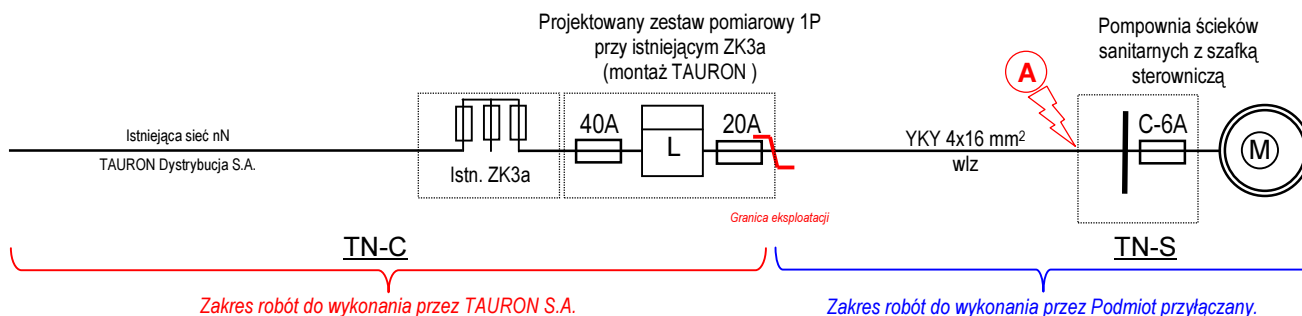 Projektowany zestaw pomiarowy 1P
przy istniejącym ZK3a
(montaż TAURON )
Pompownia ścieków
sanitarnych z szafką
sterowniczą
A
Istniejąca sieć nN
TAURON Dystrybucja S.A.
Istn. ZK3a
40A
L
20A
YKY 4x16 mm²
wlz
C-6A
M
Granica eksploatacji
TN-C
TN-S
Zakres robót do wykonania przez TAURON S.A.
Zakres robót do wykonania przez Podmiot przyłączany.